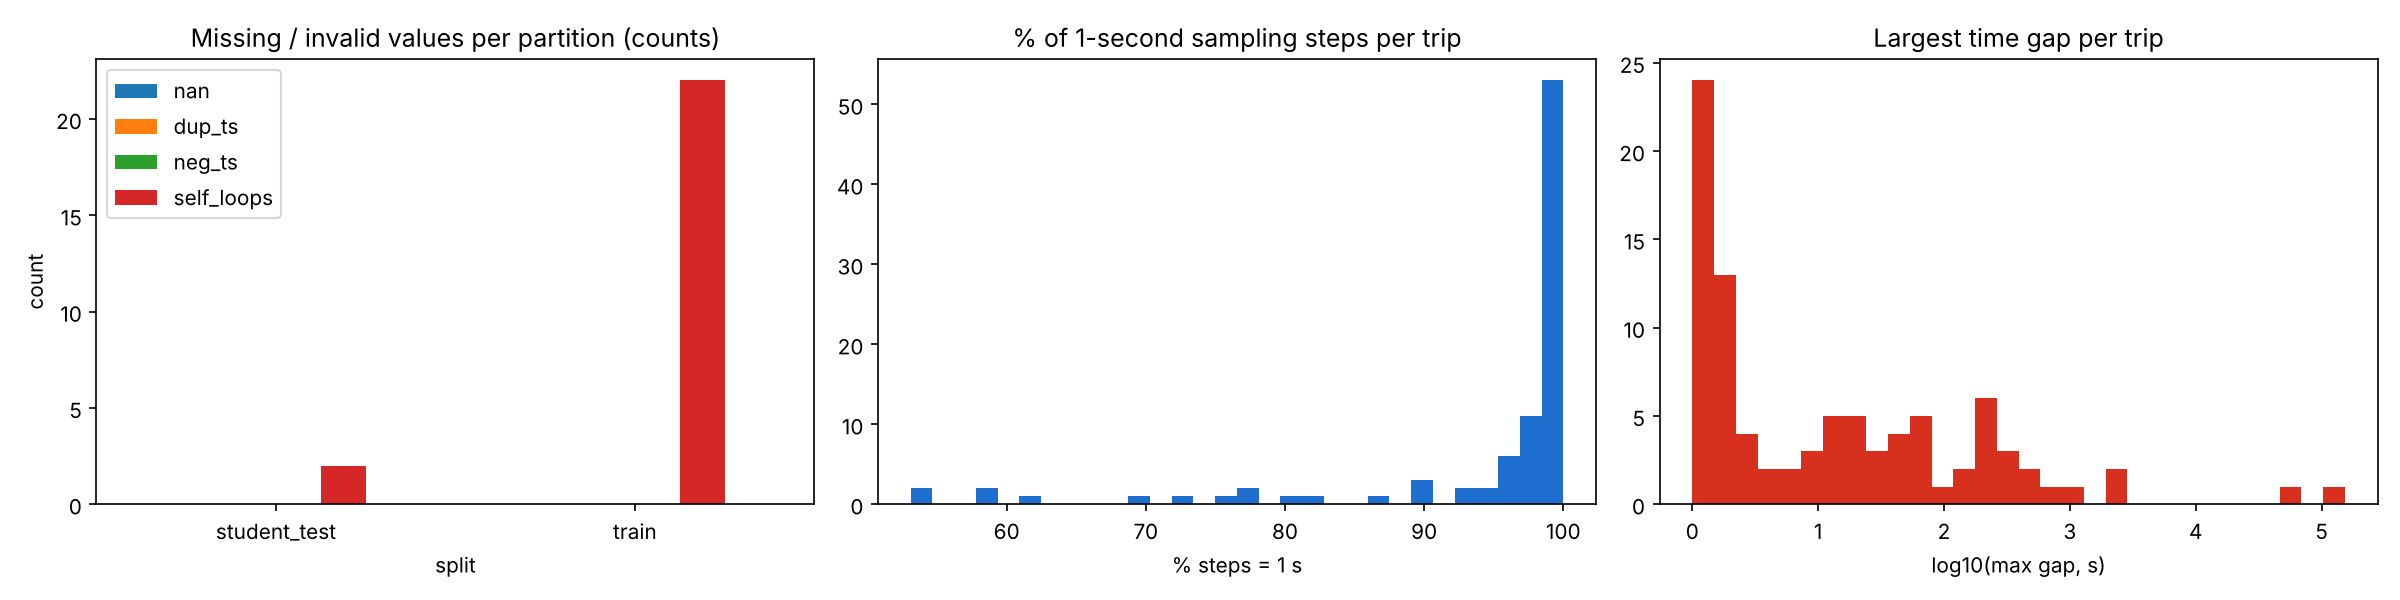 Missing / invalid values per partition (counts)
nan
dup_ts
neg_ts
self_loops
count
20
15
10
5
0
student_test
train
split
% of 1-second sampling steps per trip
50
40
30
20
10
0
60
70
80
90
100
% steps = 1 s
Largest time gap per trip
25
20
15
10
5
0
0
1
2
3
4
5
log10(max gap, s)